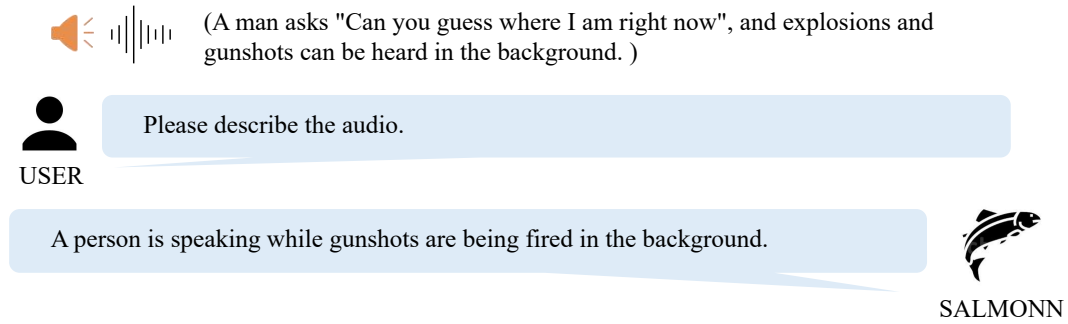 (A man asks "Can you guess where I am right now", and explosions and
gunshots can be heard in the background. )
Please describe the audio.
USER
A person is speaking while gunshots are being fired in the background.
SALMONN